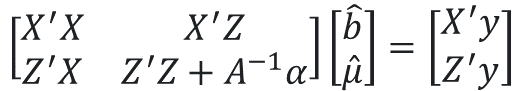 [X′X X′Z] [b̂] = [X′y]
[Z′X Z′Z + A⁻¹α] [μ̂] [Z′y]